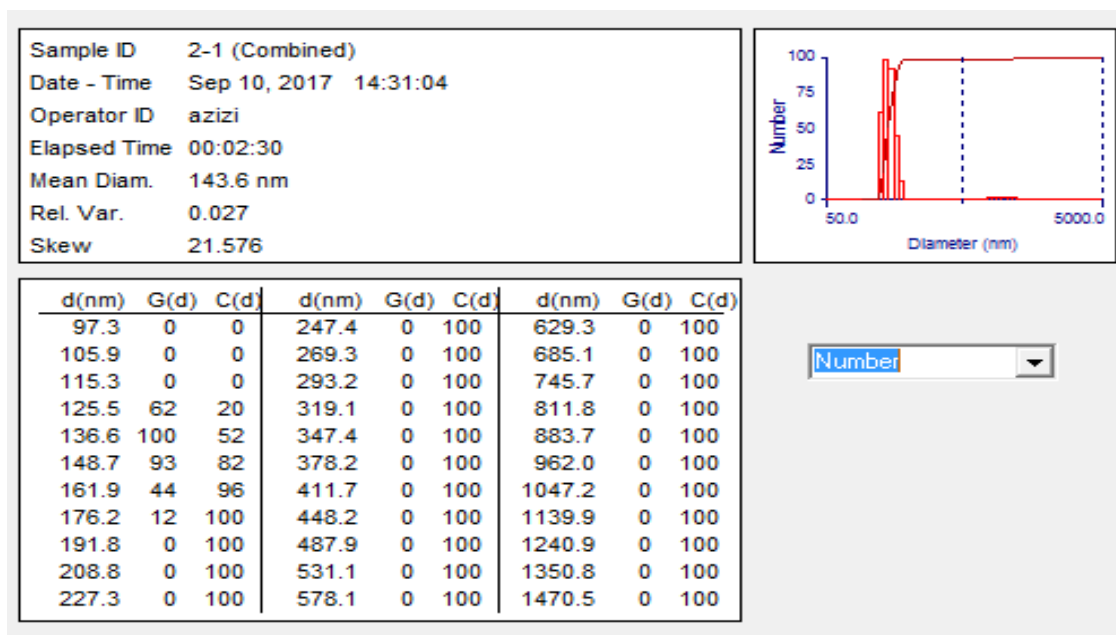 Sample ID 2-1 (Combined)
Date - Time Sep 10, 2017 14:31:04
Operator ID azizi
Elapsed Time 00:02:30
Mean Diam. 143.6 nm
Rel. Var. 0.027
Skew 21.576
100
75
50
25
0
Number
50.0 5000.0
Diameter (nm)
d(nm) G(d) C(d) d(nm) G(d) C(d) d(nm) G(d) C(d)
97.3 0 0 247.4 0 100 629.3 0 100
105.9 0 0 269.3 0 100 685.1 0 100
115.3 0 0 293.2 0 100 745.7 0 100
125.5 62 20 319.1 0 100 811.8 0 100
136.6 100 52 347.4 0 100 883.7 0 100
148.7 93 82 378.2 0 100 962.0 0 100
161.9 44 96 411.7 0 100 1047.2 0 100
176.2 12 100 448.2 0 100 1139.9 0 100
191.8 0 100 487.9 0 100 1240.9 0 100
208.8 0 100 531.1 0 100 1350.8 0 100
227.3 0 100 578.1 0 100 1470.5 0 100
Number